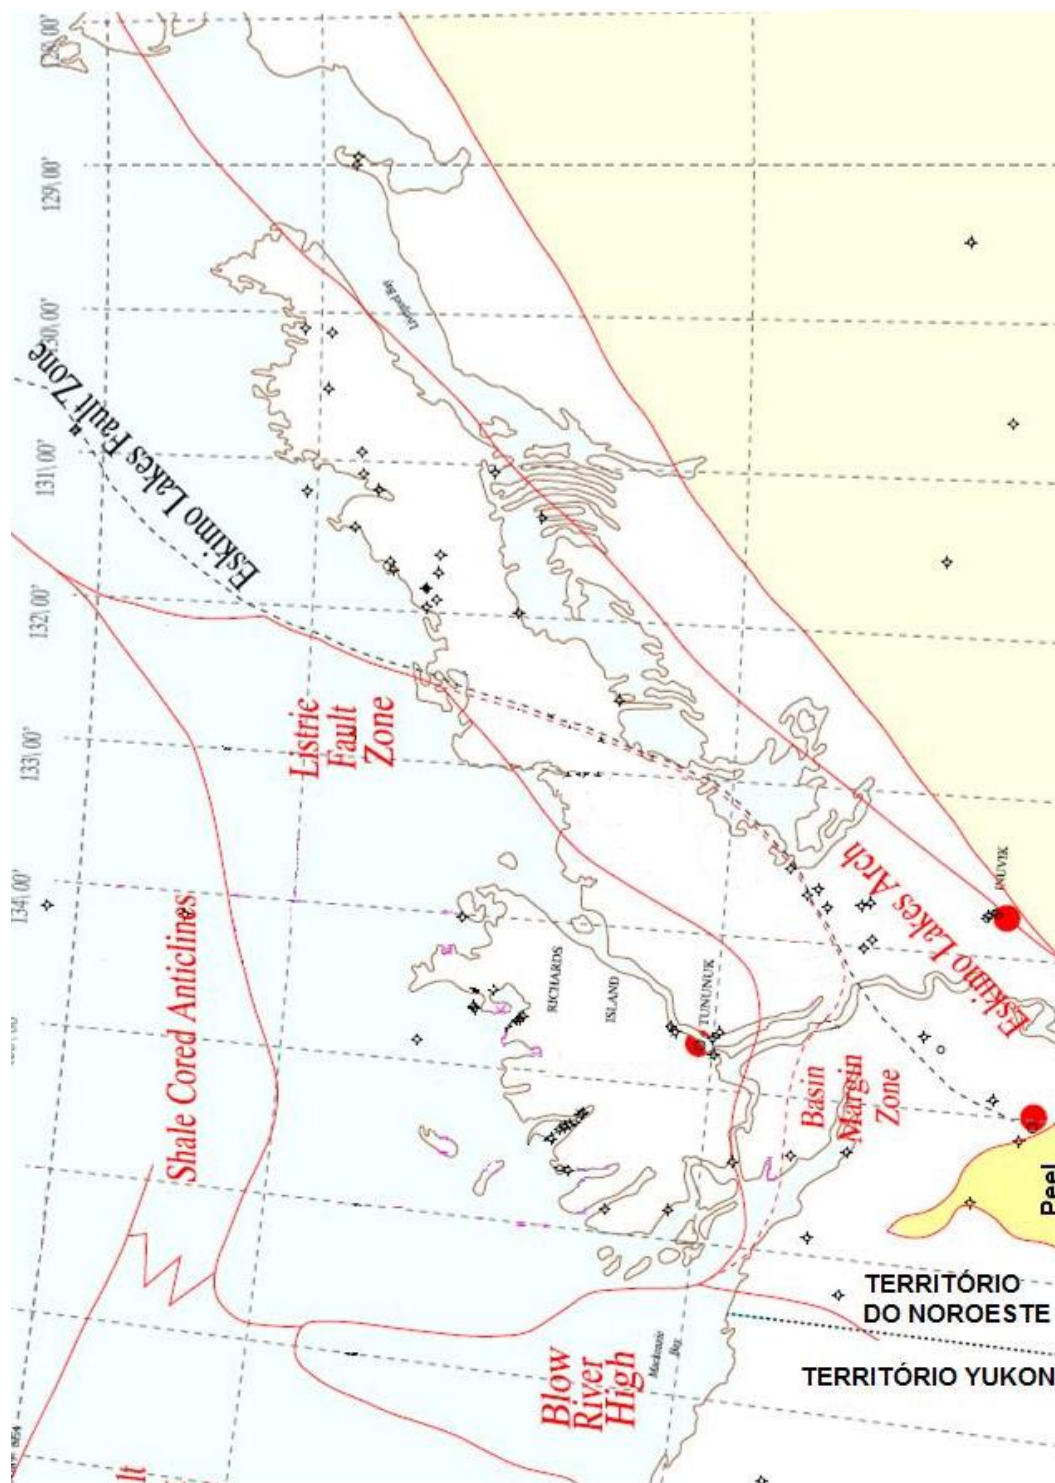 128\00'
129\00'
130\00'
131\00'
132\00'
133\00'
134\00'
Liverpool Bay
Eskimo Lakes Fault Zone
Listric
Fault
Zone
Eskimo Lakes Arch
INUVIK
Shale Cored Anticlines
RICHARDS
ISLAND
TUNUNUK
Basin
Margin
Zone
Peel
TERRITÓRIO
DO NOROESTE
TERRITÓRIO YUKON
Blow
River
High
Mackenzie
Bay